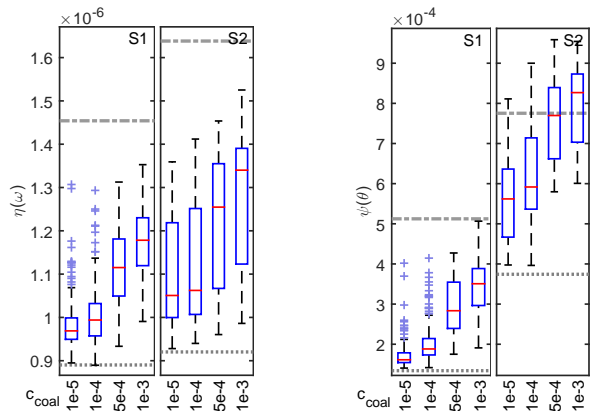 ×10⁻⁶
S1
S2
1.6
1.5
1.4
1.3
1.2
1.1
1
0.9
η(ω)
c_coal
1e-5
1e-4
5e-4
1e-3
1e-5
1e-4
5e-4
1e-3
×10⁻⁴
S1
S2
9
8
7
6
5
4
3
2
ψ(θ)
c_coal
1e-5
1e-4
5e-4
1e-3
1e-5
1e-4
5e-4
1e-3